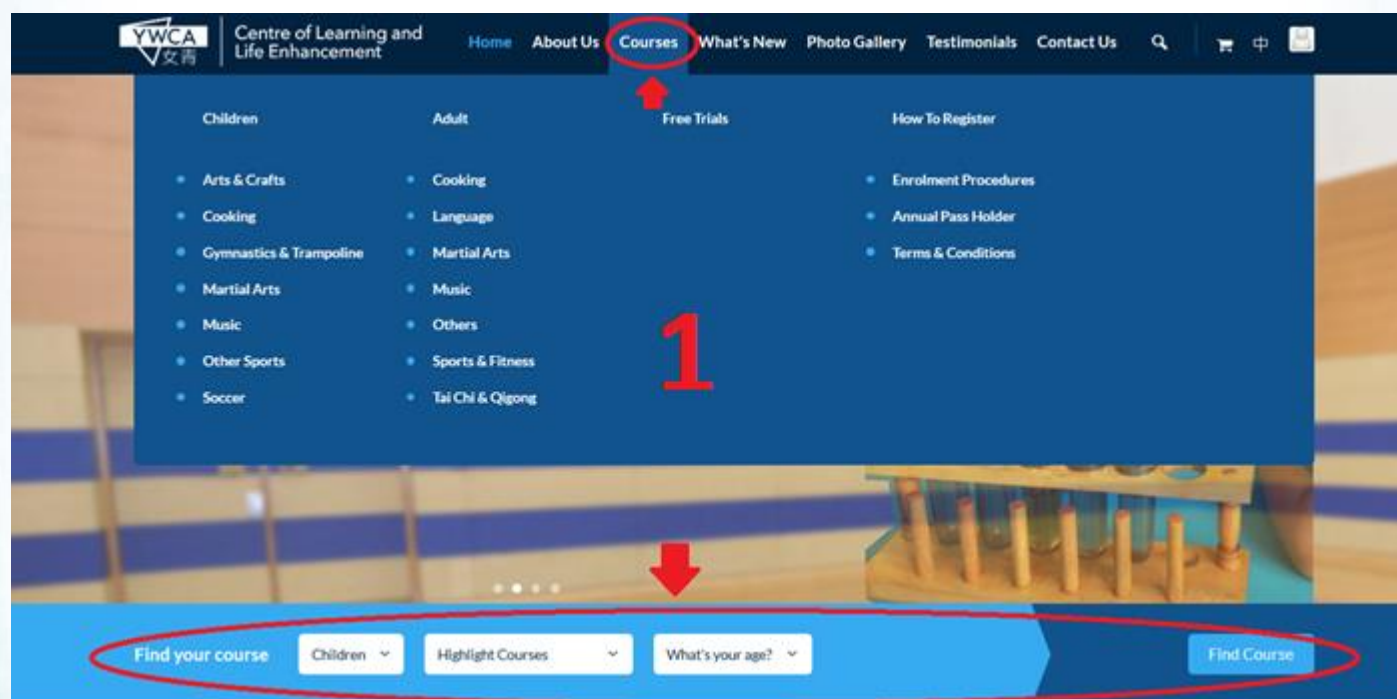 YWCA 女青 Centre of Learning and
Life Enhancement
Home About Us Courses What's New Photo Gallery Testimonials Contact Us 中
Children
Arts & Crafts
Cooking
Gymnastics & Trampoline
Martial Arts
Music
Other Sports
Soccer
Adult
Cooking
Language
Martial Arts
Music
Others
Sports & Fitness
Tai Chi & Qigong
Free Trials
How To Register
Enrolment Procedures
Annual Pass Holder
Terms & Conditions
1
Find your course Children Highlight Courses What's your age? Find Course